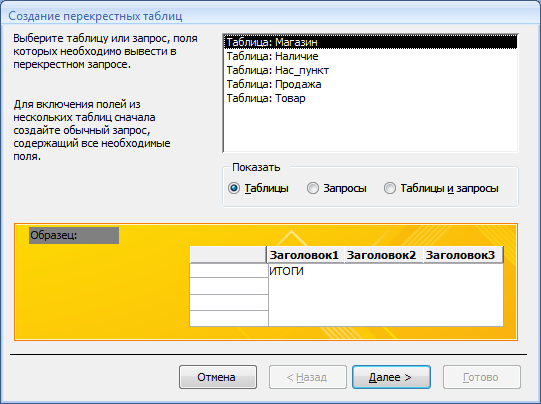 Создание перекрестных таблиц
Выберите таблицу или запрос, поля
которых необходимо вывести в
перекрестном запросе.
Для включения полей из
нескольких таблиц сначала
создайте обычный запрос,
содержащий все необходимые
поля.
Таблица: Магазин
Таблица: Наличие
Таблица: Нас_пункт
Таблица: Продажа
Таблица: Товар
Показать
Таблицы Запросы Таблицы и запросы
Образец:
Заголовок1 Заголовок2 Заголовок3
ИТОГИ
Отмена < Назад Далее > Готово